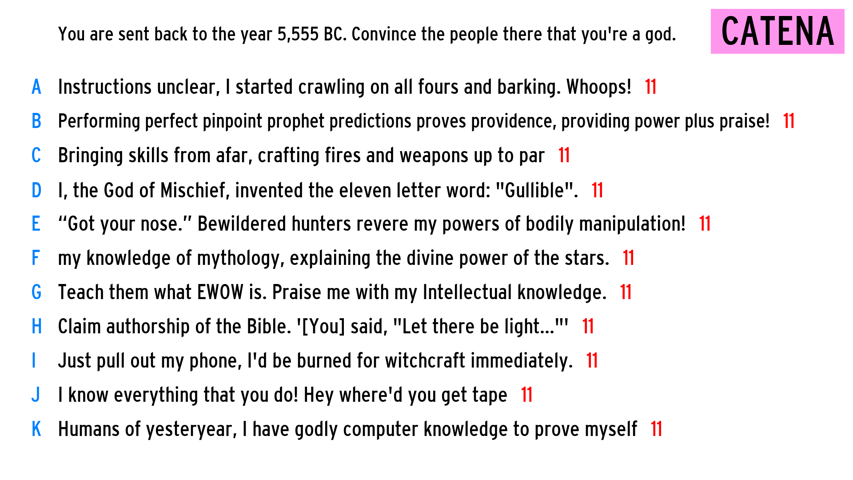 You are sent back to the year 5,555 BC. Convince the people there that you're a god.
CATENA
A Instructions unclear, I started crawling on all fours and barking. Whoops! 11
B Performing perfect pinpoint prophet predictions proves providence, providing power plus praise! 11
C Bringing skills from afar, crafting fires and weapons up to par 11
D I, the God of Mischief, invented the eleven letter word: "Gullible". 11
E “Got your nose.” Bewildered hunters revere my powers of bodily manipulation! 11
F my knowledge of mythology, explaining the divine power of the stars. 11
G Teach them what EWOW is. Praise me with my Intellectual knowledge. 11
H Claim authorship of the Bible. '[You] said, "Let there be light..."' 11
I Just pull out my phone, I'd be burned for witchcraft immediately. 11
J I know everything that you do! Hey where'd you get tape 11
K Humans of yesteryear, I have godly computer knowledge to prove myself 11